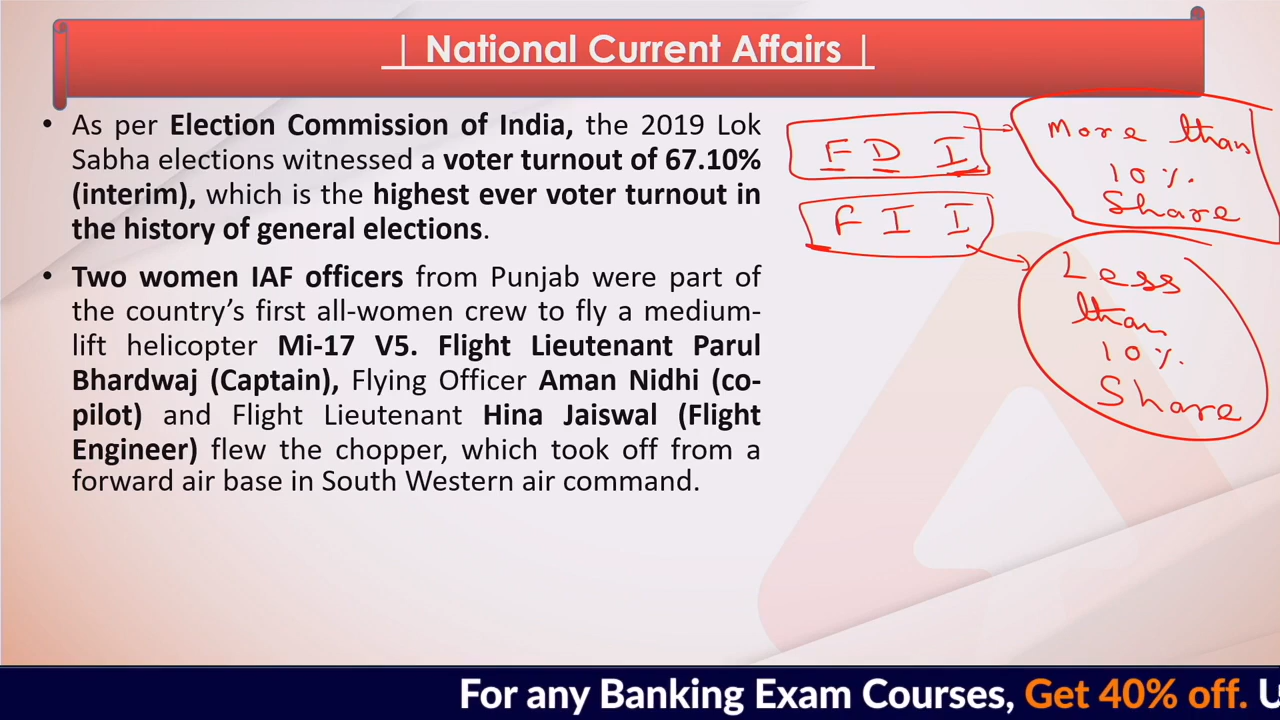 | National Current Affairs |
• As per Election Commission of India, the 2019 Lok
Sabha elections witnessed a voter turnout of 67.10%
(interim), which is the highest ever voter turnout in
the history of general elections.
• Two women IAF officers from Punjab were part of
the country’s first all-women crew to fly a medium-
lift helicopter Mi-17 V5. Flight Lieutenant Parul
Bhardwaj (Captain), Flying Officer Aman Nidhi (co-
pilot) and Flight Lieutenant Hina Jaiswal (Flight
Engineer) flew the chopper, which took off from a
forward air base in South Western air command.
F D I
More than
10%
Share
F I I
Less
than
10%
Share
For any Banking Exam Courses, Get 40% off. U